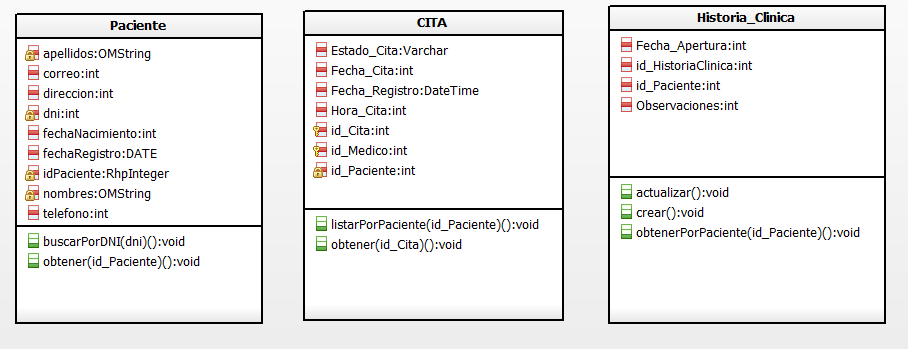 Paciente
apellidos:OMString
correo:int
direccion:int
dni:int
fechaNacimiento:int
fechaRegistro:DATE
idPaciente:RhpInteger
nombres:OMString
telefono:int
buscarPorDNI(dni)():void
obtener(id_Paciente)():void
CITA
Estado_Cita:Varchar
Fecha_Cita:int
Fecha_Registro:DateTime
Hora_Cita:int
id_Cita:int
id_Medico:int
id_Paciente:int
listarPorPaciente(id_Paciente)():void
obtener(id_Cita)():void
Historia_Clinica
Fecha_Apertura:int
id_HistoriaClinica:int
id_Paciente:int
Observaciones:int
actualizar():void
crear():void
obtenerPorPaciente(id_Paciente)():void